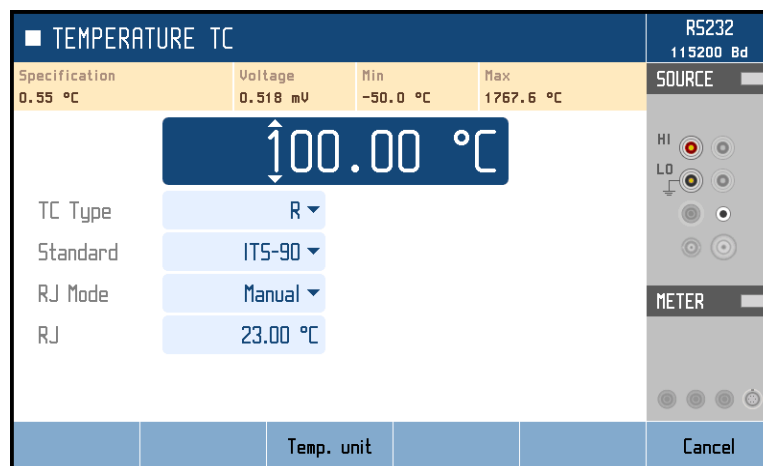 TEMPERATURE TC
RS232
115200 Bd
Specification Voltage Min Max
0.55 °C 0.518 mV -50.0 °C 1767.6 °C
SOURCE
100.00 °C
HI
LO
TC Type R
Standard ITS-90
RJ Mode Manual
METER
RJ 23.00 °C
Temp. unit Cancel